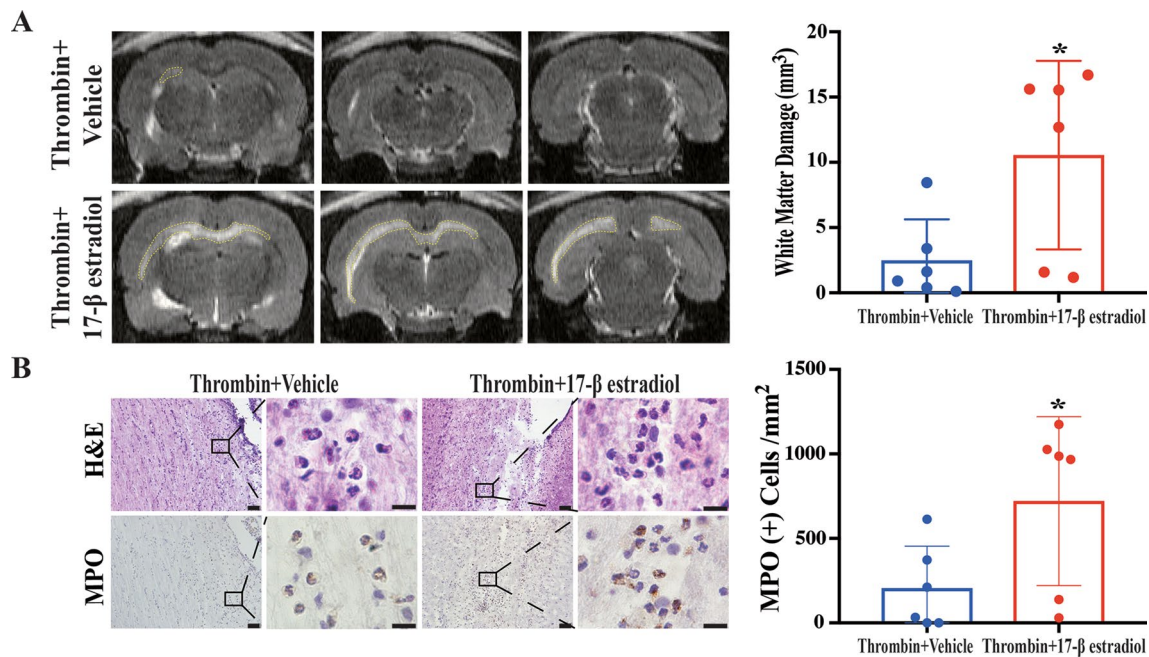 A
Thrombin+
Vehicle
Thrombin+
17-β estradiol
White Matter Damage (mm3)
20
15
10
5
0
*
Thrombin+Vehicle
Thrombin+17-β estradiol
B
Thrombin+Vehicle
Thrombin+17-β estradiol
H&E
MPO
MPO (+) Cells /mm2
1500
1000
500
0
*
Thrombin+Vehicle
Thrombin+17-β estradiol